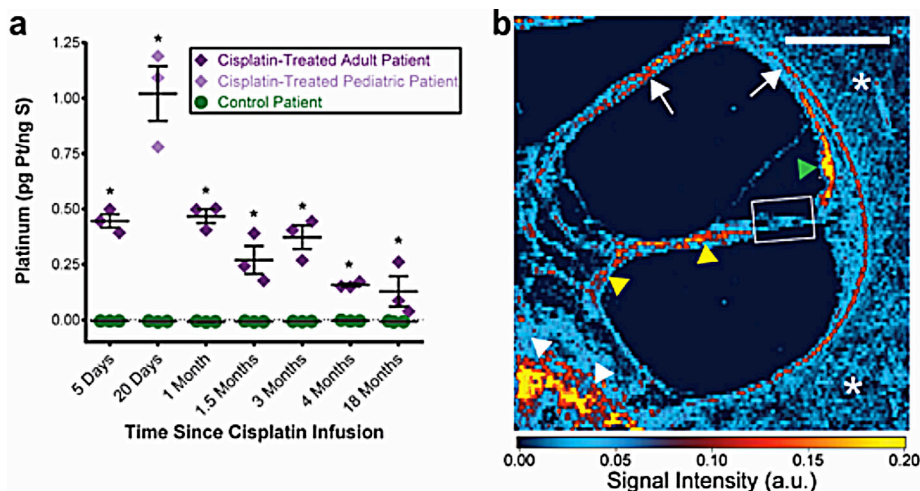 a
1.25
1.00
0.75
0.50
0.25
0.00
Platinum (pg Pt/ng S)
* * * * * * *
Cisplatin-Treated Adult Patient
Cisplatin-Treated Pediatric Patient
Control Patient
5 Days
20 Days
1 Month
1.5 Months
3 Months
4 Months
18 Months
Time Since Cisplatin Infusion
b
*
*
0.00 0.05 0.10 0.15 0.20
Signal Intensity (a.u.)